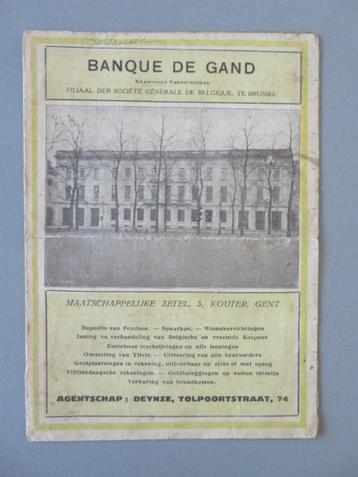 BANQUE DE GAND
NAAMLOOZE VENNOOTSCHAP
FILIAAL DER SOCIÉTÉ GÉNÉRALE DE BELGIQUE, TE BRUSSEL
MAATSCHAPPELIJKE ZETEL, 3, KOUTER, GENT
Deposito van Fondsen. — Spaarkas. — Wisselverrichtingen
Inning en verhandeling van Belgische en vreemde Koepons
Kostelooze inschrijvingen op alle leeningen
Omzetting van Titels. — Uitvoering van alle beursorders
Geldplaatsingen in rekening, uitkeerbaar op zicht of met opzeg
Vijftiendaagsche rekeningen. — Geldbeleggingen op vasten termijn
Verhuring van brandkoffers.
AGENTSCHAP : DEYNZE, TOLPOORTSTRAAT, 74